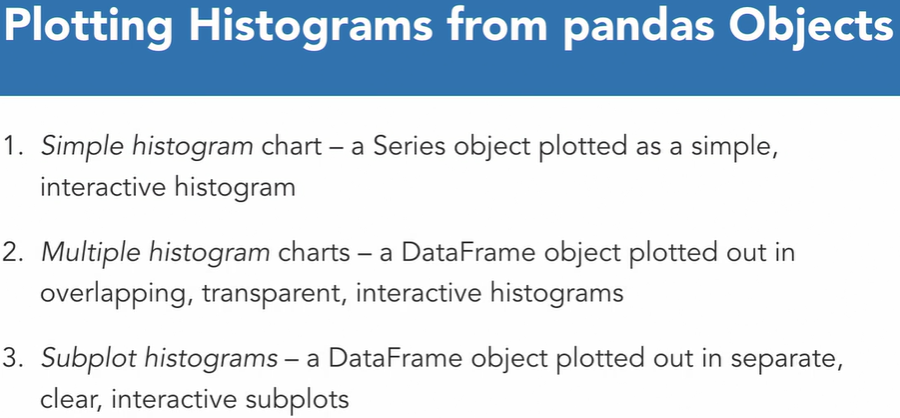 Plotting Histograms from pandas Objects
1. Simple histogram chart – a Series object plotted as a simple,
interactive histogram
2. Multiple histogram charts – a DataFrame object plotted out in
overlapping, transparent, interactive histograms
3. Subplot histograms – a DataFrame object plotted out in separate,
clear, interactive subplots